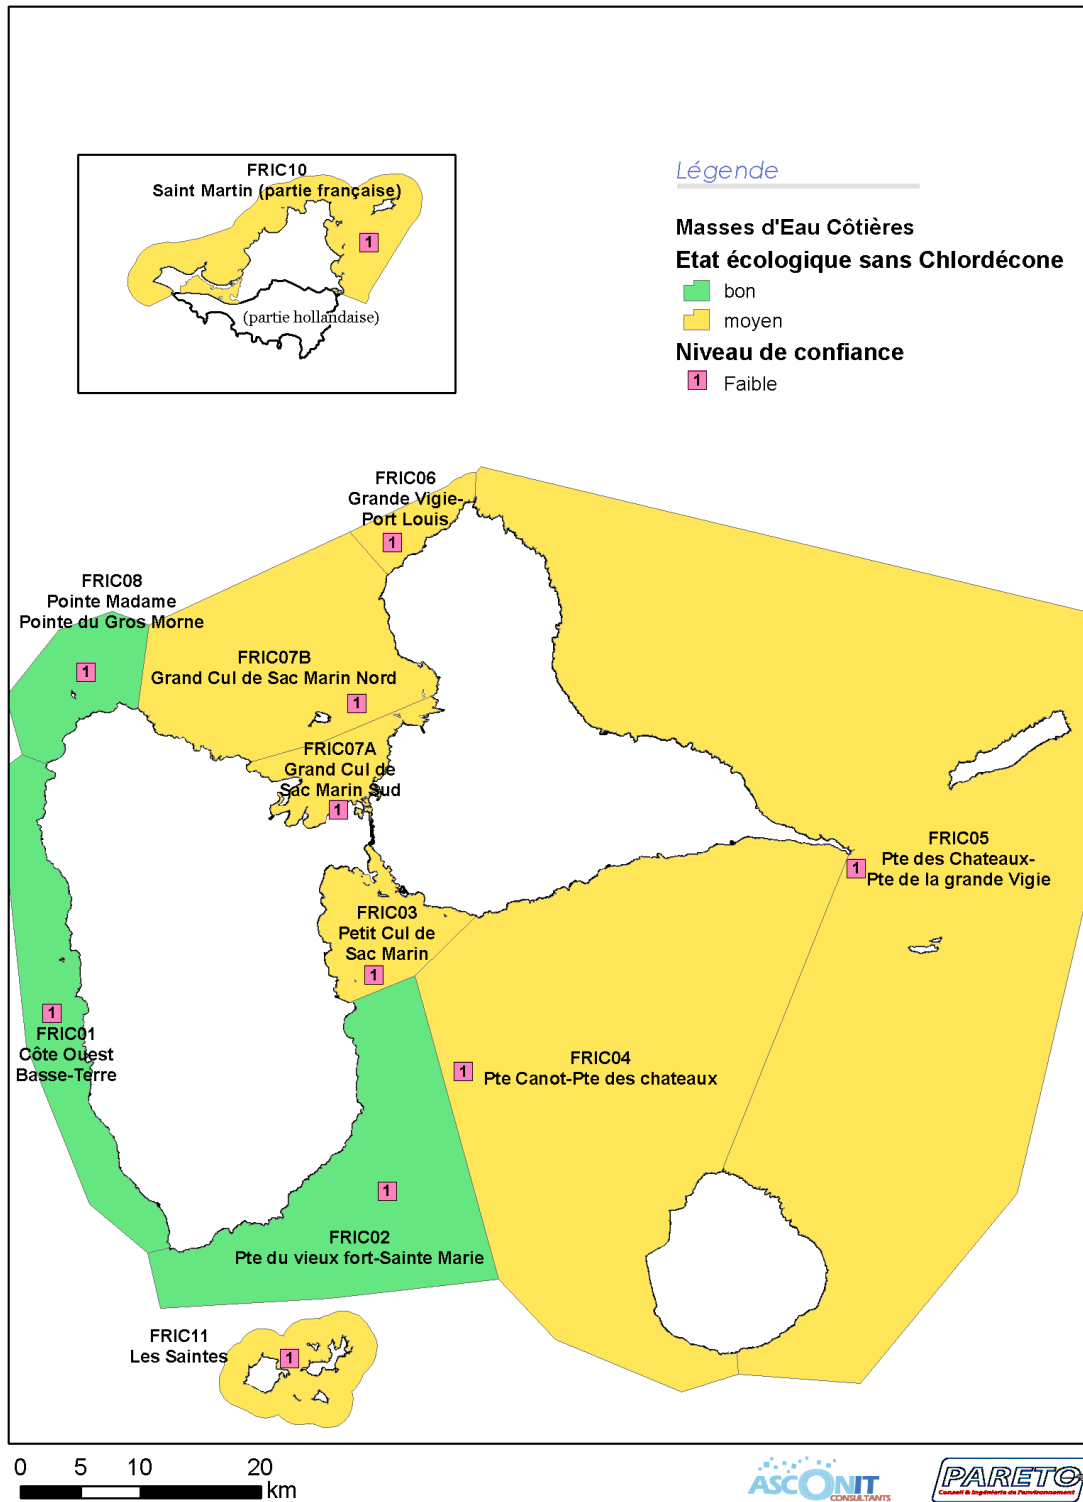 FRIC10
Saint Martin (partie française)
1
(partie hollandaise)
Légende
Masses d'Eau Côtières
Etat écologique sans Chlordécone
bon
moyen
Niveau de confiance
1 Faible
FRIC06
Grande Vigie-
Port Louis
1
FRIC08
Pointe Madame
Pointe du Gros Morne
1
FRIC07B
Grand Cul de Sac Marin Nord
1
FRIC07A
Grand Cul de
Sac Marin Sud
1
FRIC05
Pte des Chateaux-
Pte de la grande Vigie
1
FRIC03
Petit Cul de
Sac Marin
1
1
FRIC01
Côte Ouest
Basse-Terre
FRIC04
Pte Canot-Pte des chateaux
1
1
FRIC02
Pte du vieux fort-Sainte Marie
FRIC11
Les Saintes
1
0 5 10 20
km
ASCONIT
CONSULTANTS
PARETO
Conseil & Ingénierie de l'environnement